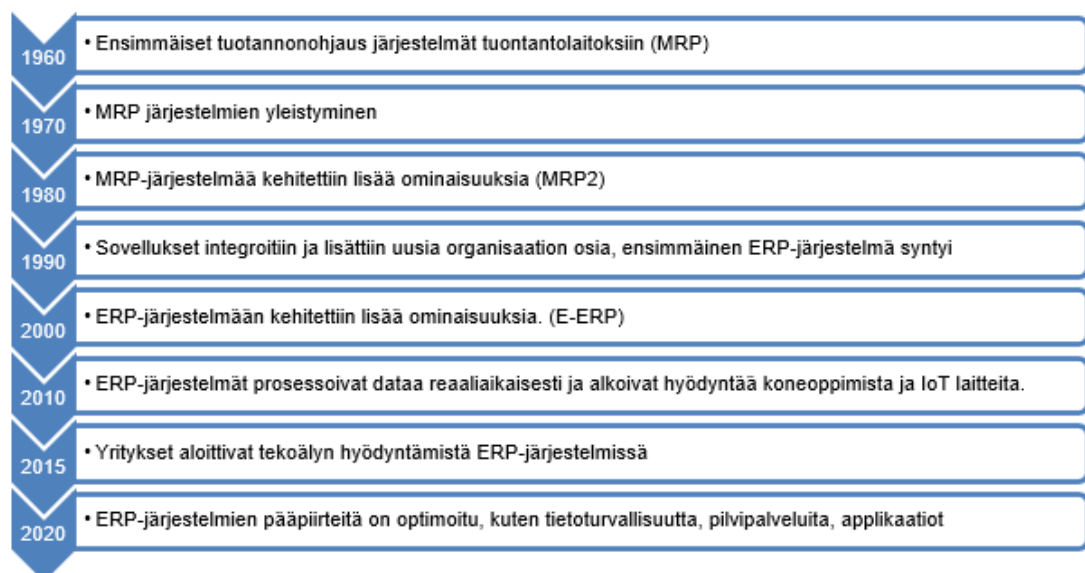 1960
• Ensimmäiset tuotannonohjaus järjestelmät tuontantolaitoksiin (MRP)
1970
• MRP järjestelmien yleistyminen
1980
• MRP-järjestelmää kehitettiin lisää ominaisuuksia (MRP2)
1990
• Sovellukset integroitiin ja lisättiin uusia organisaation osia, ensimmäinen ERP-järjestelmä syntyi
2000
• ERP-järjestelmään kehitettiin lisää ominaisuuksia. (E-ERP)
2010
• ERP-järjestelmät prosessoivat dataa reaaliaikaisesti ja alkoivat hyödyntää koneoppimista ja IoT laitteita.
2015
• Yritykset aloittivat tekoälyn hyödyntämistä ERP-järjestelmissä
2020
• ERP-järjestelmien pääpiirteitä on optimoitu, kuten tietoturvallisuutta, pilvipalveluita, applikaatiot